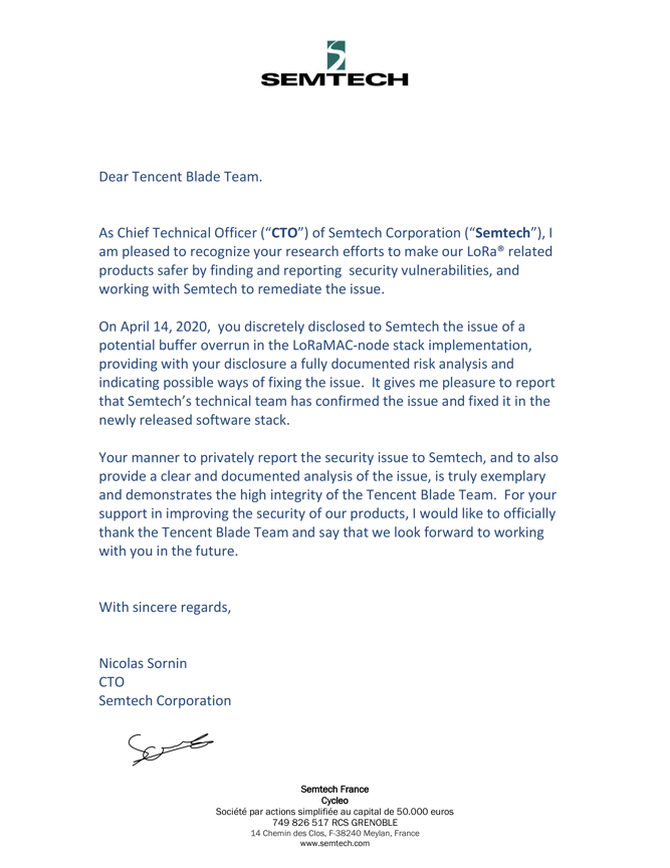 SEMTECH
Dear Tencent Blade Team.
As Chief Technical Officer (“CTO”) of Semtech Corporation (“Semtech”), I
am pleased to recognize your research efforts to make our LoRa® related
products safer by finding and reporting  security vulnerabilities, and
working with Semtech to remediate the issue.
On April 14, 2020,  you discretely disclosed to Semtech the issue of a
potential buffer overrun in the LoRaMAC-node stack implementation,
providing with your disclosure a fully documented risk analysis and
indicating possible ways of fixing the issue.  It gives me pleasure to report
that Semtech’s technical team has confirmed the issue and fixed it in the
newly released software stack.
Your manner to privately report the security issue to Semtech, and to also
provide a clear and documented analysis of the issue, is truly exemplary
and demonstrates the high integrity of the Tencent Blade Team.  For your
support in improving the security of our products, I would like to officially
thank the Tencent Blade Team and say that we look forward to working
with you in the future.
With sincere regards,
Nicolas Sornin
CTO
Semtech Corporation
Semtech France
Cycleo
Société par actions simplifiée au capital de 50.000 euros
749 826 517 RCS GRENOBLE
14 Chemin des Clos, F-38240 Meylan, France
www.semtech.com